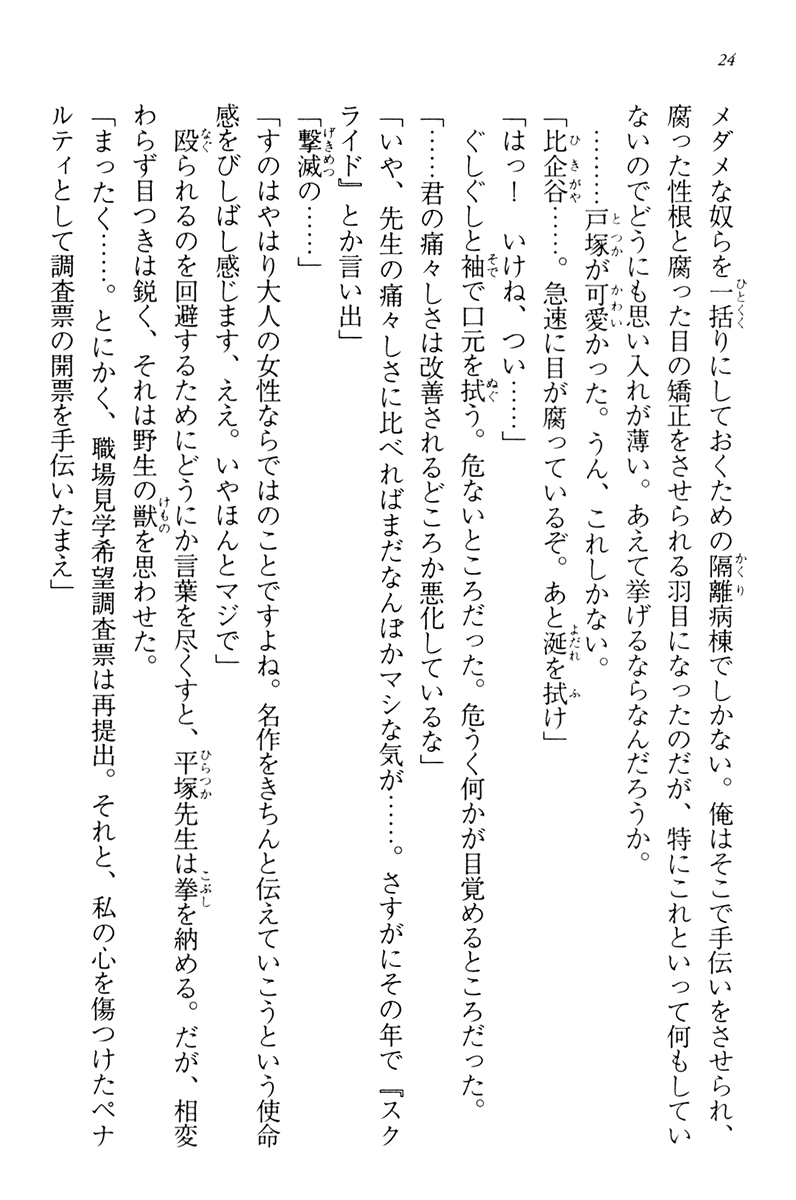 24
メダメな奴らを一括りにしておくための隔離病棟でしかない。俺はそこで手伝いをさせられ、
腐った性根と腐った目の矯正をさせられる羽目になったのだが、特にこれといって何もしてい
ないのでどうにも思い入れが薄い。あえて挙げるならなんだろうか。
………戸塚が可愛かった。うん、これしかない。
「比企谷……。急速に目が腐っているぞ。あと涎を拭け」
「はっ！　いけね、つい……」
ぐしぐしと袖で口元を拭う。危ないところだった。危うく何かが目覚めるところだった。
「……君の痛々しさは改善されるどころか悪化しているな」
「いや、先生の痛々しさに比べればまだなんぼかマシな気が……。さすがにその年で『スク
ライド』とか言い出」
「撃滅の……」
「すのはやはり大人の女性ならではのことですよね。名作をきちんと伝えていこうという使命
感をびしばし感じます、ええ。いやほんとマジで」
殴られるのを回避するためにどうにか言葉を尽くすと、平塚先生は拳を納める。だが、相変
わらず目つきは鋭く、それは野生の獣を思わせた。
「まったく……。とにかく、職場見学希望調査票は再提出。それと、私の心を傷つけたペナ
ルティとして調査票の開票を手伝いたまえ」